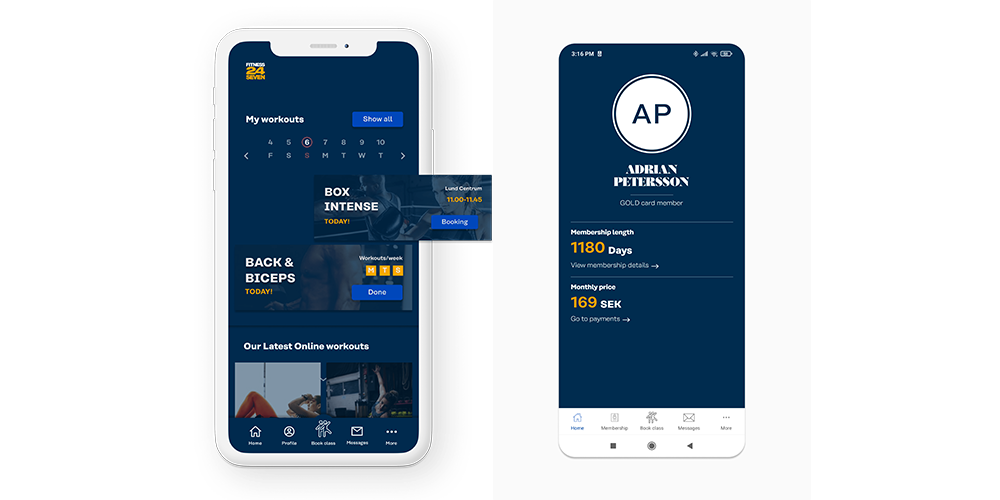 FITNESS
24
SEVEN
My workouts
Show all
4 5 6 7 8 9 10
F S S M T W T
BOX
INTENSE
TODAY!
Lund Centrum
11.00-11.45
Booking
BACK &
BICEPS
TODAY!
Workouts/week
M T S
Done
Our Latest Online workouts
Home Profile Book class Messages More
3:16 PM
AP
ADRIAN
PETERSSON
GOLD card member
Membership length
1180 Days
View membership details →
Monthly price
169 SEK
Go to payments →
Home Membership Book class Messages More